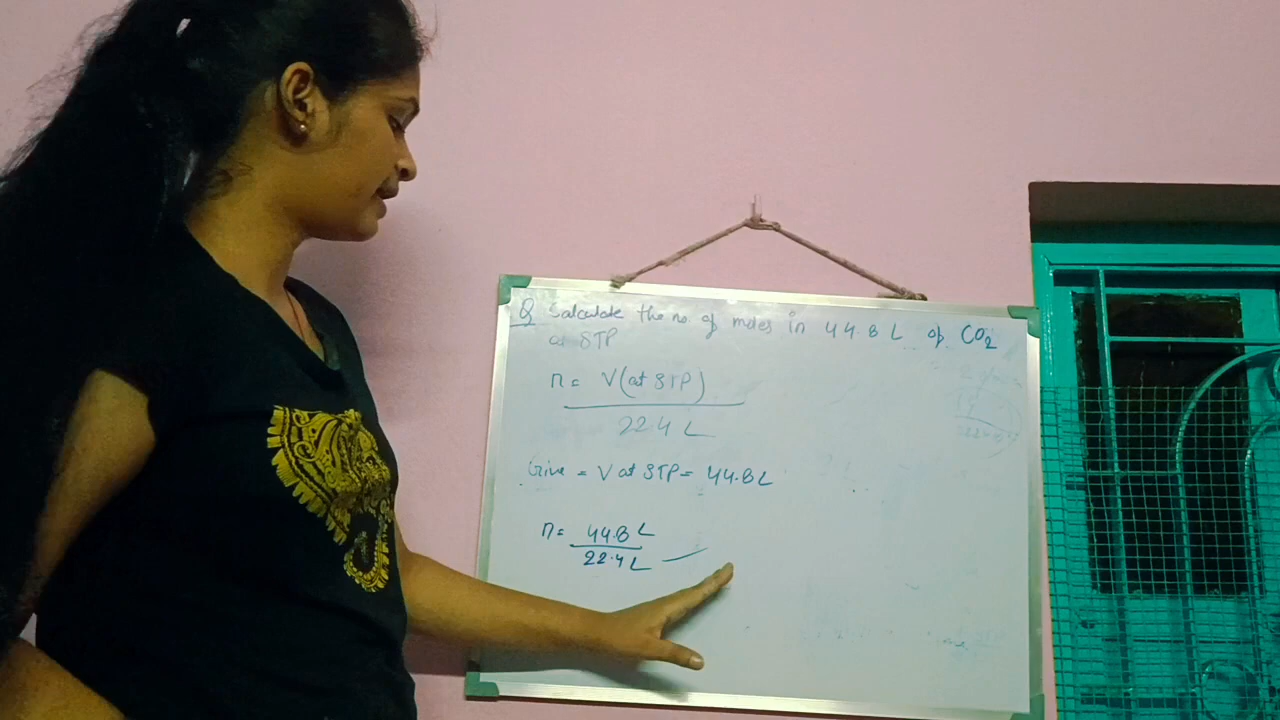 Q Calculate the no of moles in 44.8 L of CO2
at STP
n = V(at STP)
22.4 L
Give = V at STP = 44.8 L
n = 44.8 L
22.4 L